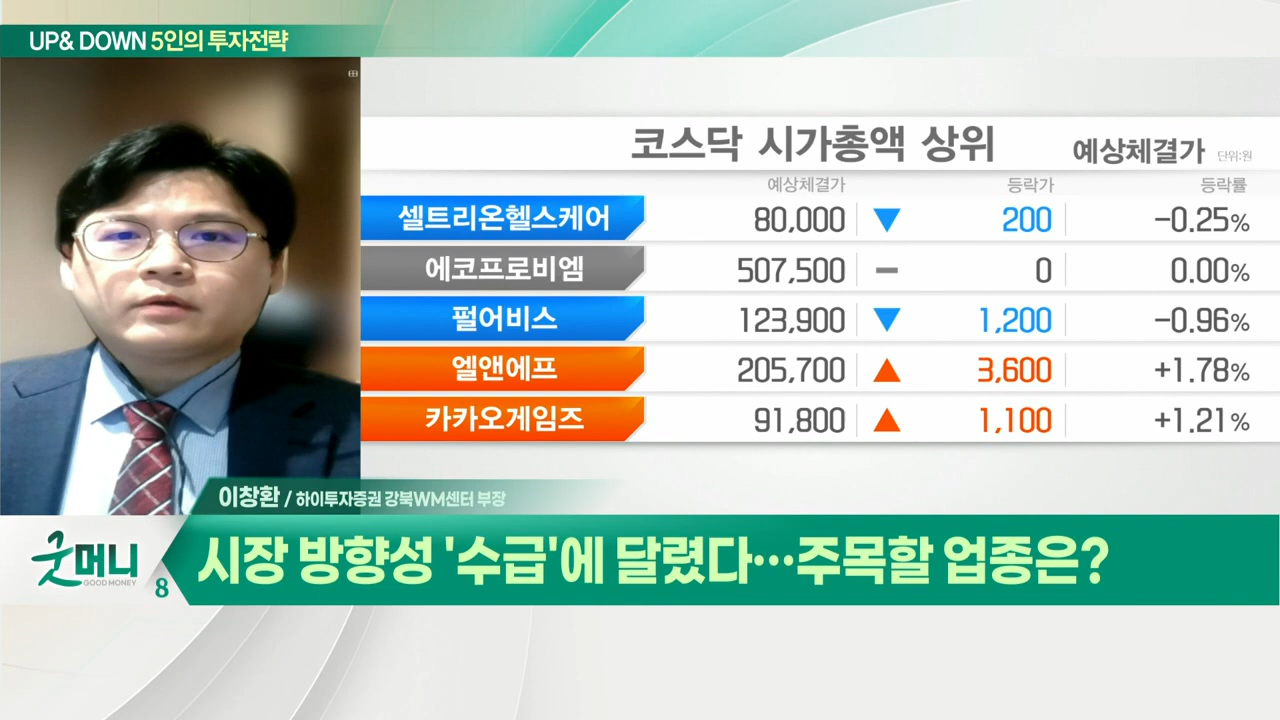 UP& DOWN 5인의 투자전략
코스닥 시가총액 상위 예상체결가 단위:원
예상체결가 등락가 등락률
셀트리온헬스케어 80,000 ▼ 200 -0.25%
에코프로비엠 507,500 - 0 0.00%
펄어비스 123,900 ▼ 1,200 -0.96%
엘앤에프 205,700 ▲ 3,600 +1.78%
카카오게임즈 91,800 ▲ 1,100 +1.21%
이창환 / 하이투자증권 강북WM센터 부장
굿머니
GOOD MONEY
8
시장 방향성 '수급'에 달렸다…주목할 업종은?